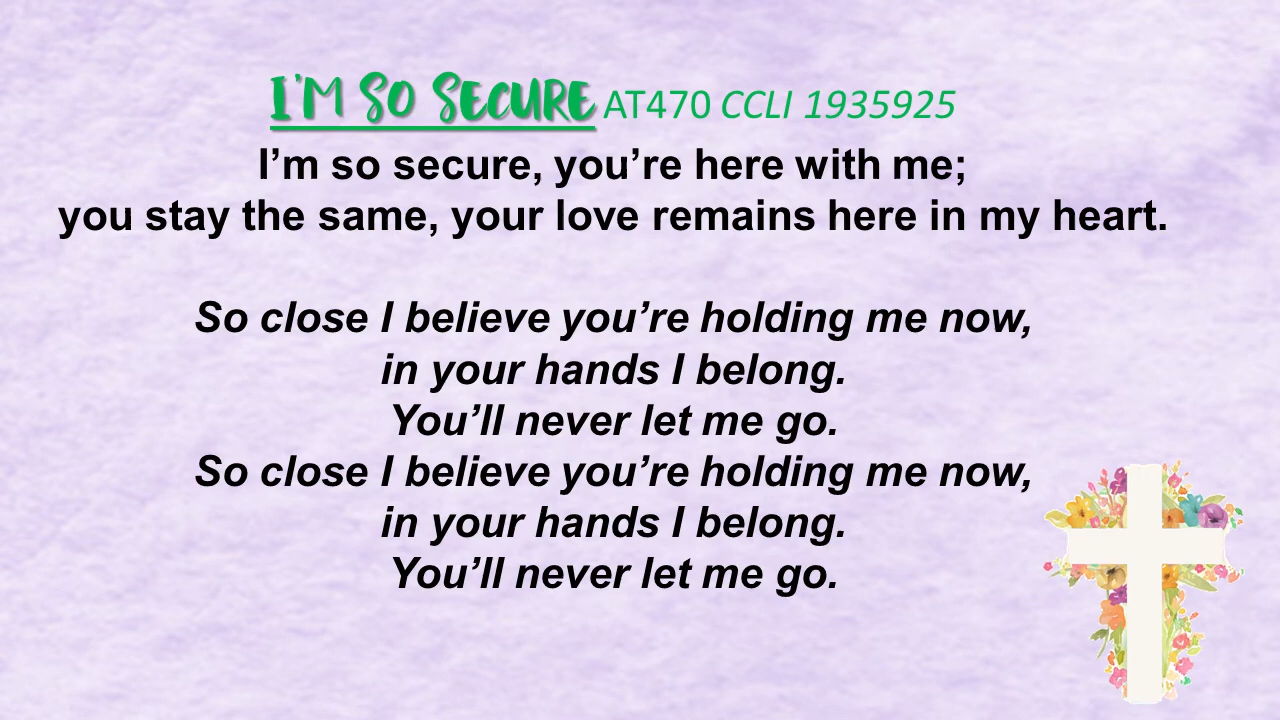 I'M SO SECURE AT470 CCLI 1935925
I’m so secure, you’re here with me;
you stay the same, your love remains here in my heart.
So close I believe you’re holding me now,
in your hands I belong.
You’ll never let me go.
So close I believe you’re holding me now,
in your hands I belong.
You’ll never let me go.